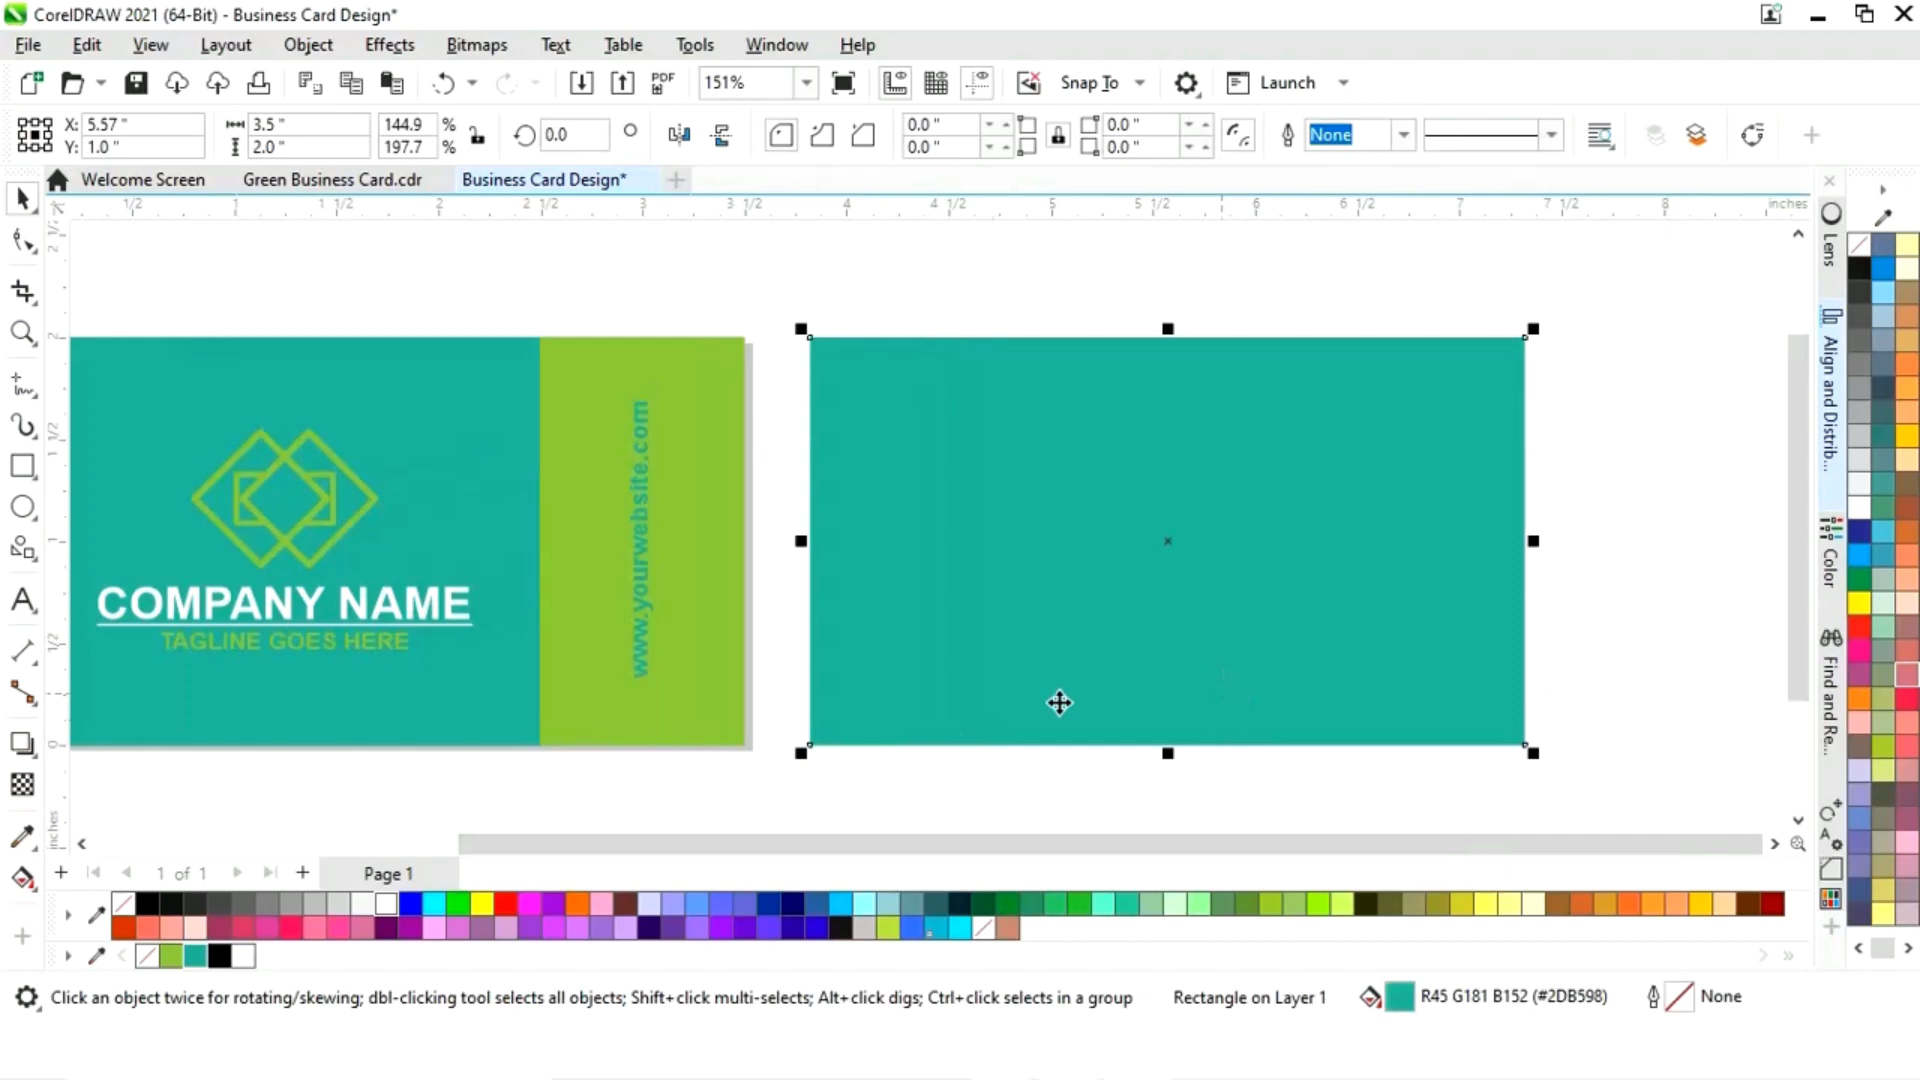 CorelDRAW 2021 (64-Bit) - Business Card Design*
File Edit View Layout Object Effects Bitmaps Text Table Tools Window Help
PDF 151% Snap To Launch
X: 5.57 " 3.5 " 144.9 % 0.0 0.0 " 0.0 " None
Y: 1.0 " 2.0 " 197.7 % 0.0 " 0.0 "
Welcome Screen Green Business Card.cdr Business Card Design*
1/2 1 1 1/2 2 2 1/2 3 3 1/2 4 4 1/2 5 5 1/2 6 6 1/2 7 7 1/2 8 inches
Lens
Align and Distrib...
Color
Find and Re...
www.yourwebsite.com
COMPANY NAME
TAGLINE GOES HERE
inches
1 of 1 Page 1
Click an object twice for rotating/skewing; dbl-clicking tool selects all objects; Shift+click multi-selects; Alt+click digs; Ctrl+click selects in a group Rectangle on Layer 1 R45 G181 B152 (#2DB598) None